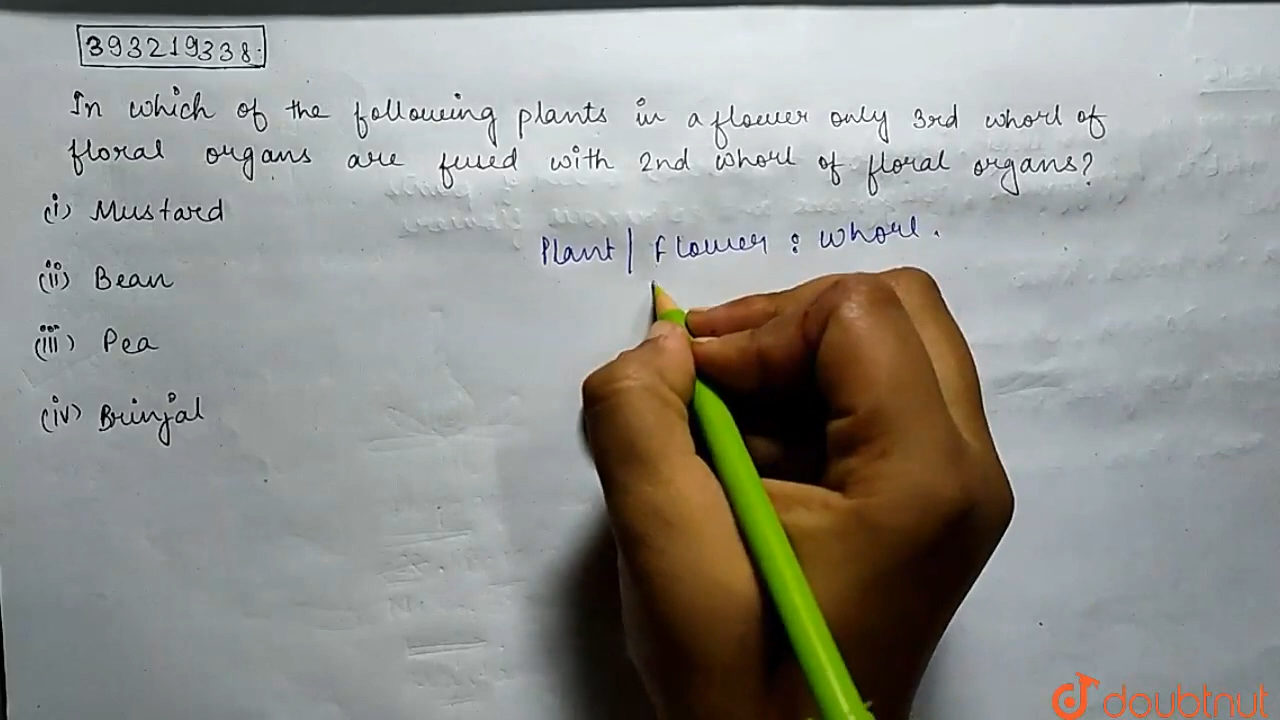 393219338.
In which of the following plants in a flower only 3rd whorl of
floral organs are fused with 2nd whorl of floral organs?
(i) Mustard
Plant | Flower : whorl.
(ii) Bean
(iii) Pea
(iv) Brinjal
doubtnut